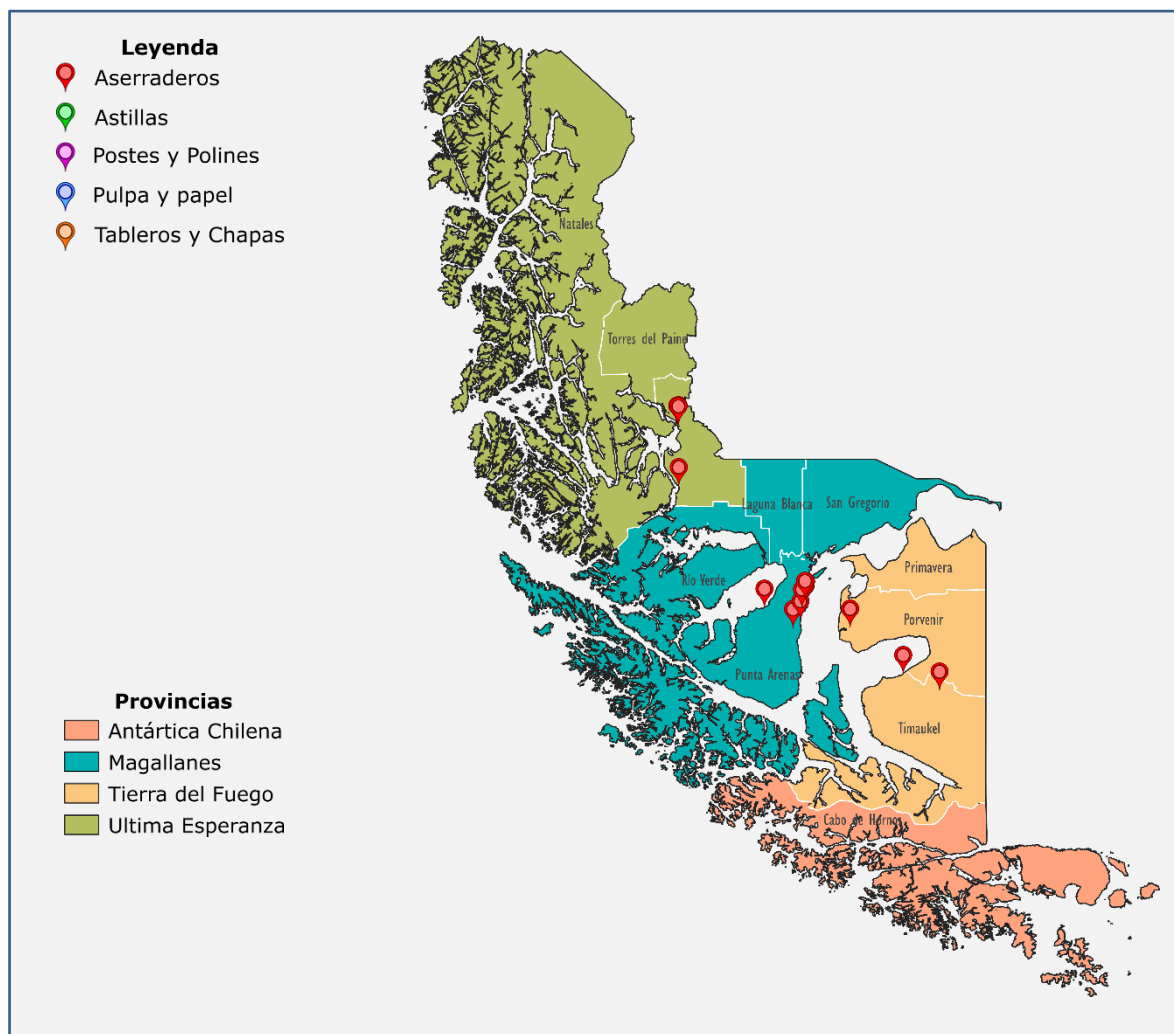 Leyenda
Aserraderos
Astillas
Postes y Polines
Pulpa y papel
Tableros y Chapas
Natales
Torres del Paine
Laguna Blanca
San Gregorio
Río Verde
Primavera
Porvenir
Punta Arenas
Timaukel
Cabo de Hornos
Provincias
Antártica Chilena
Magallanes
Tierra del Fuego
Ultima Esperanza